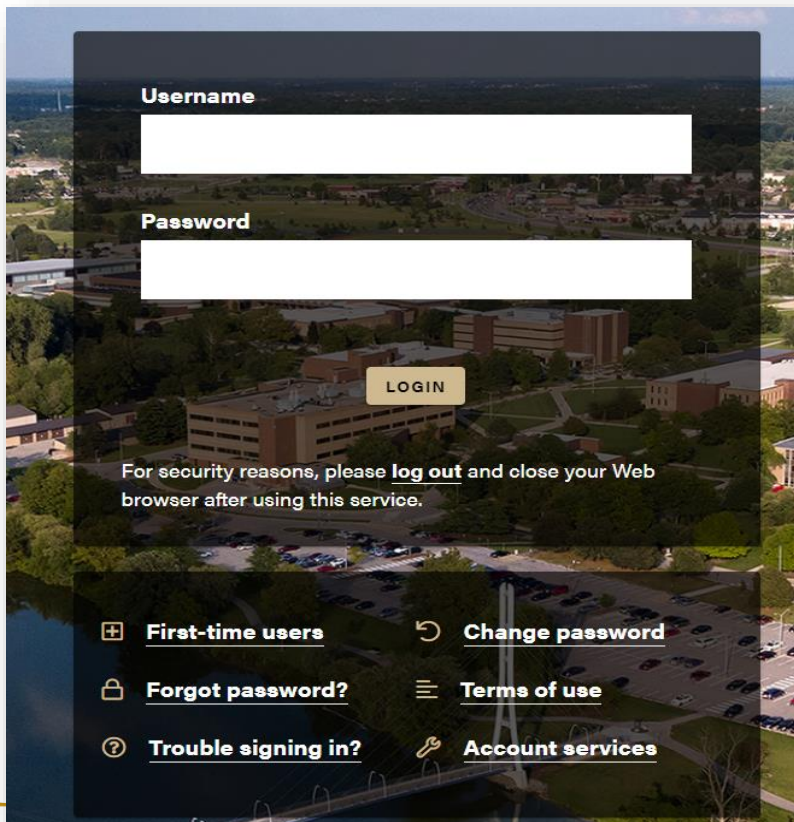 Username
Password
LOGIN
For security reasons, please log out and close your Web
browser after using this service.
First-time users
Change password
Forgot password?
Terms of use
Trouble signing in?
Account services